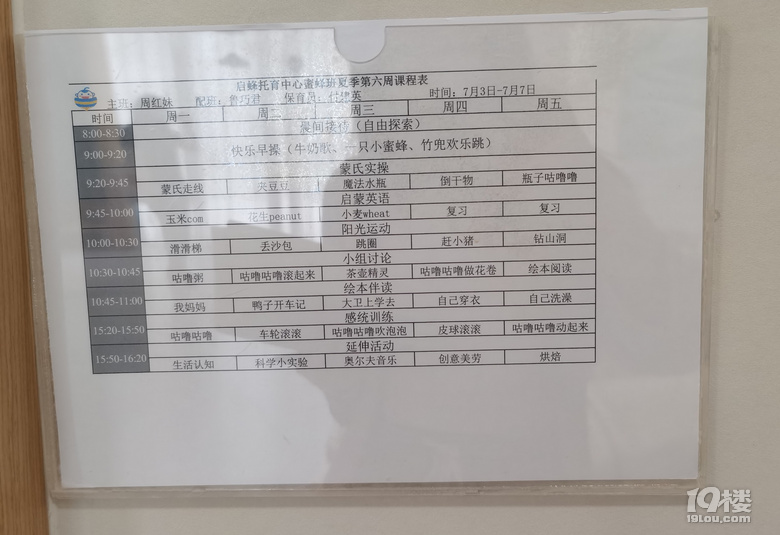 启稣托育中心蜜蜂班夏季第六周课程表
主班：周红妹 配班：鲁巧君 保育员： 时间：7月3日-7月7日
时间 周一 周二 周三 周四 周五
8:00-8:30 晨间接待（自由探索）
9:00-9:20 快乐早操（牛奶歌、一只小蜜蜂、竹兜欢乐跳）
蒙氏实操
9:20-9:45 蒙氏走线 夹豆豆 魔法水瓶 倒干物 瓶子咕噜噜
启蒙英语
9:45-10:00 玉米com 花生peanut 小麦wheat 复习 复习
阳光运动
10:00-10:30 滑滑梯 丢沙包 跳圈 赶小猪 钻山洞
小组讨论
10:30-10:45 咕噜粥 咕噜咕噜滚起来 茶壶精灵 咕噜咕噜做花卷 绘本阅读
绘本伴读
10:45-11:00 我妈妈 鸭子开车记 大卫上学去 自己穿衣 自己洗澡
感统训练
15:20-15:50 咕噜咕噜 车轮滚滚 咕噜咕噜吹泡泡 皮球滚滚 咕噜咕噜动起来
延伸活动
15:50-16:20 生活认知 科学小实验 奥尔夫音乐 创意美劳 烘焙
19楼
19lou.com